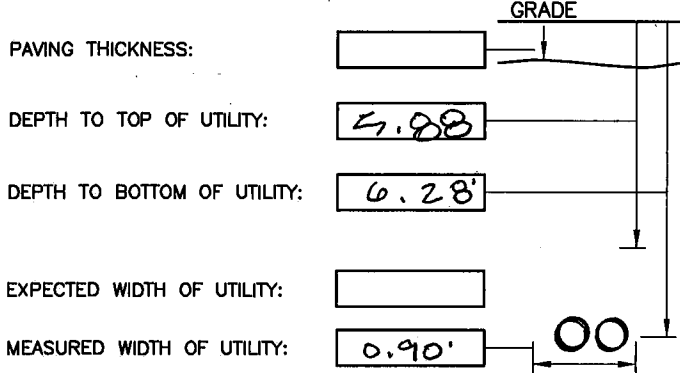 GRADE
PAVING THICKNESS:
DEPTH TO TOP OF UTILITY: 5.88
DEPTH TO BOTTOM OF UTILITY: 6.28'
EXPECTED WIDTH OF UTILITY:
MEASURED WIDTH OF UTILITY: 0.90'